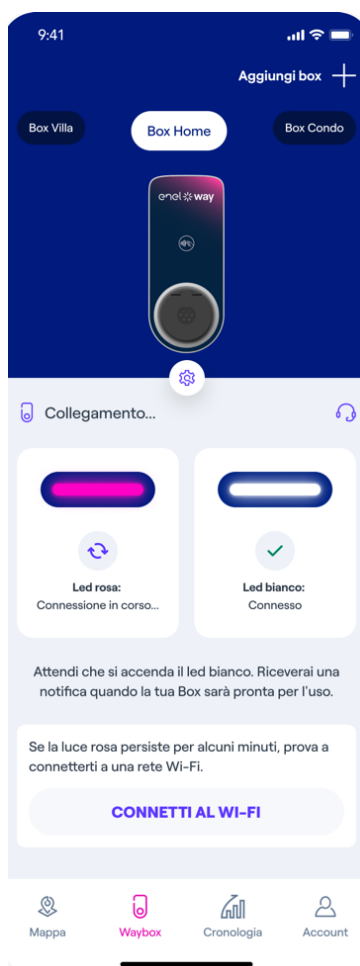 9:41
Aggiungi box
Box Villa
Box Home
Box Condo
enel way
Collegamento...
Led rosa:
Connessione in corso...
Led bianco:
Connesso
Attendi che si accenda il led bianco. Riceverai una
notifica quando la tua Box sarà pronta per l'uso.
Se la luce rosa persiste per alcuni minuti, prova a
connetterti a una rete Wi-Fi.
CONNETTI AL WI-FI
Mappa
Waybox
Cronologia
Account